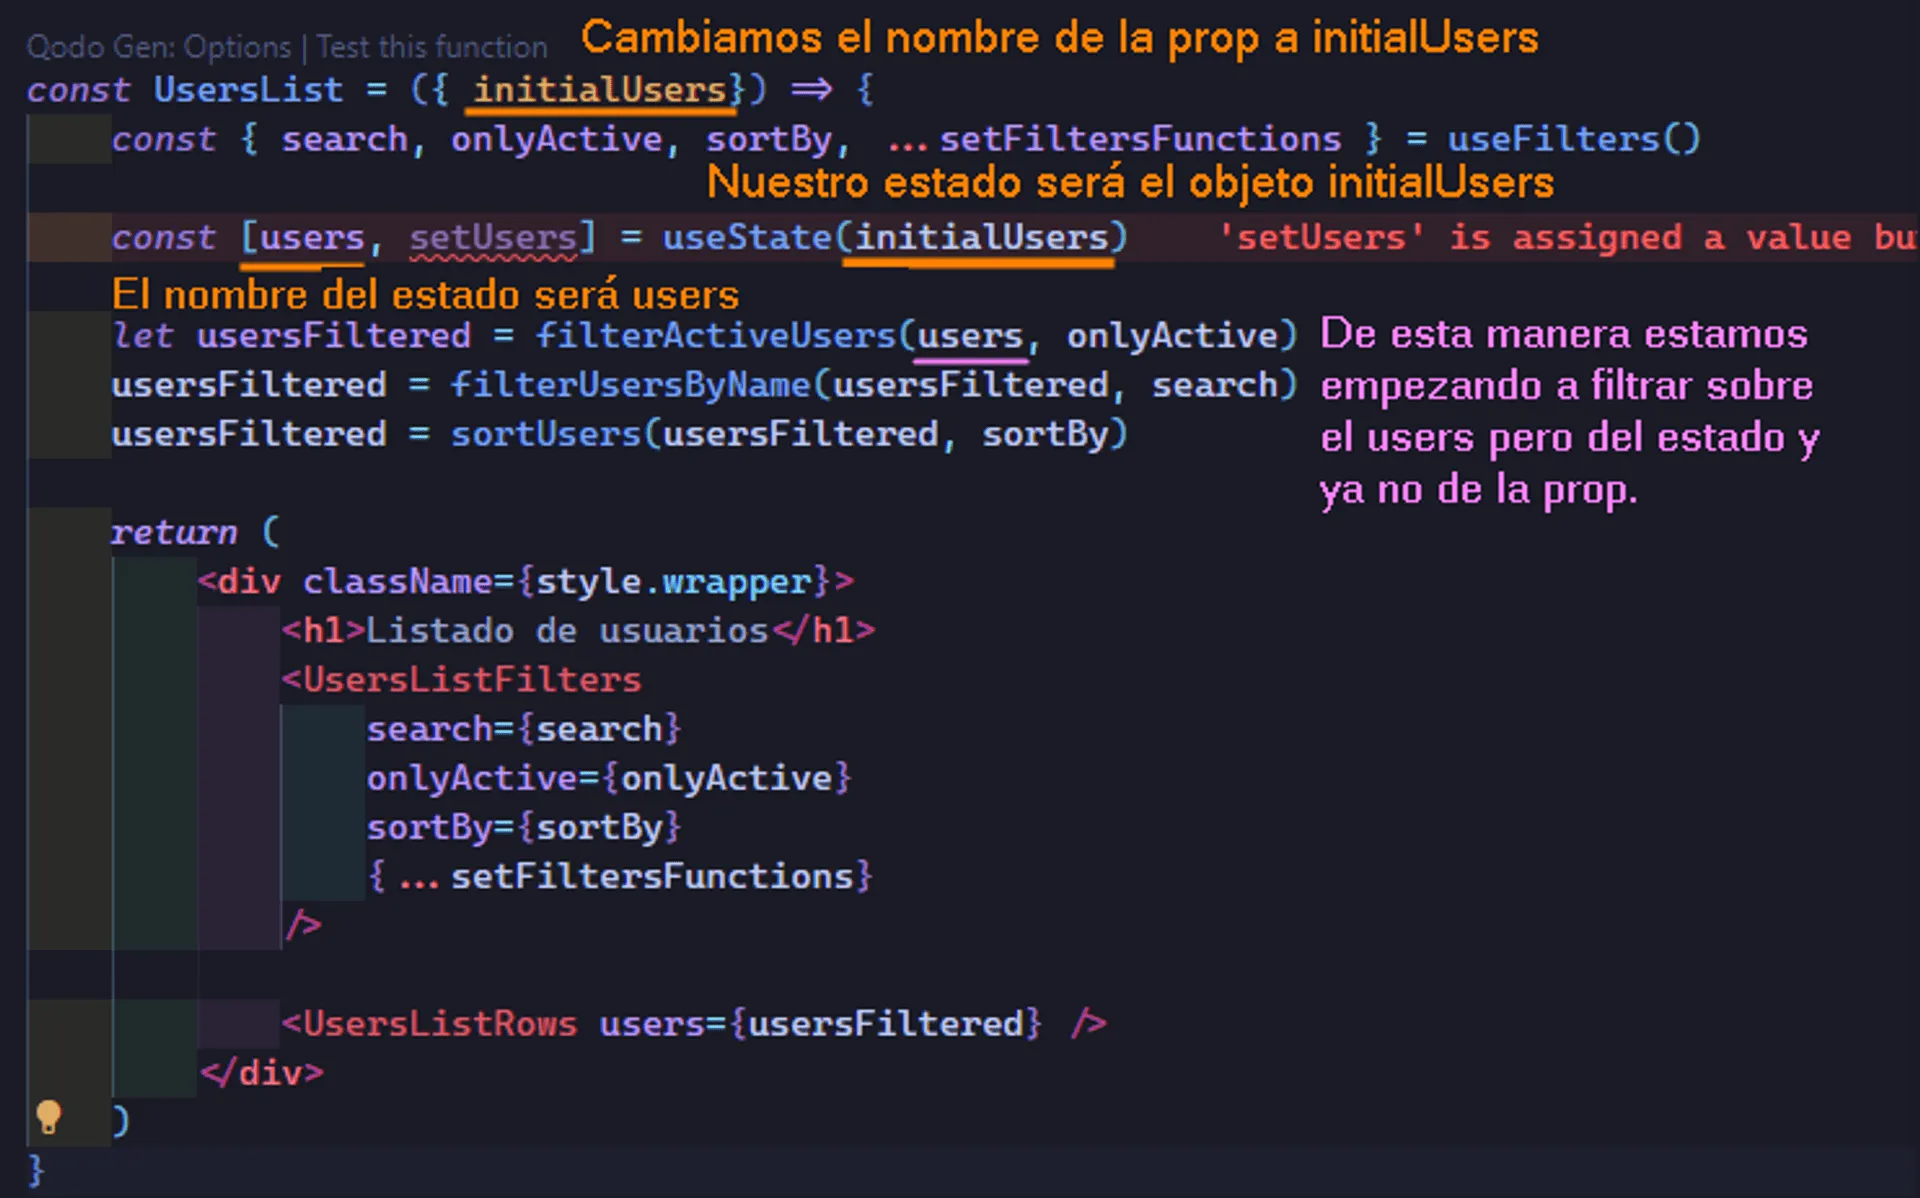 Qodo Gen: Options | Test this function
Cambiamos el nombre de la prop a initialUsers
const UsersList = ({ initialUsers}) => {
const { search, onlyActive, sortBy, ...setFiltersFunctions } = useFilters()
Nuestro estado será el objeto initialUsers
const [users, setUsers] = useState(initialUsers) 'setUsers' is assigned a value bu
El nombre del estado será users
let usersFiltered = filterActiveUsers(users, onlyActive)
usersFiltered = filterUsersByName(usersFiltered, search)
usersFiltered = sortUsers(usersFiltered, sortBy)
De esta manera estamos
empezando a filtrar sobre
el users pero del estado y
ya no de la prop.
return (
<div className={style.wrapper}>
<h1>Listado de usuarios</h1>
<UsersListFilters
search={search}
onlyActive={onlyActive}
sortBy={sortBy}
{...setFiltersFunctions}
/>
<UsersListRows users={usersFiltered} />
</div>
)
}